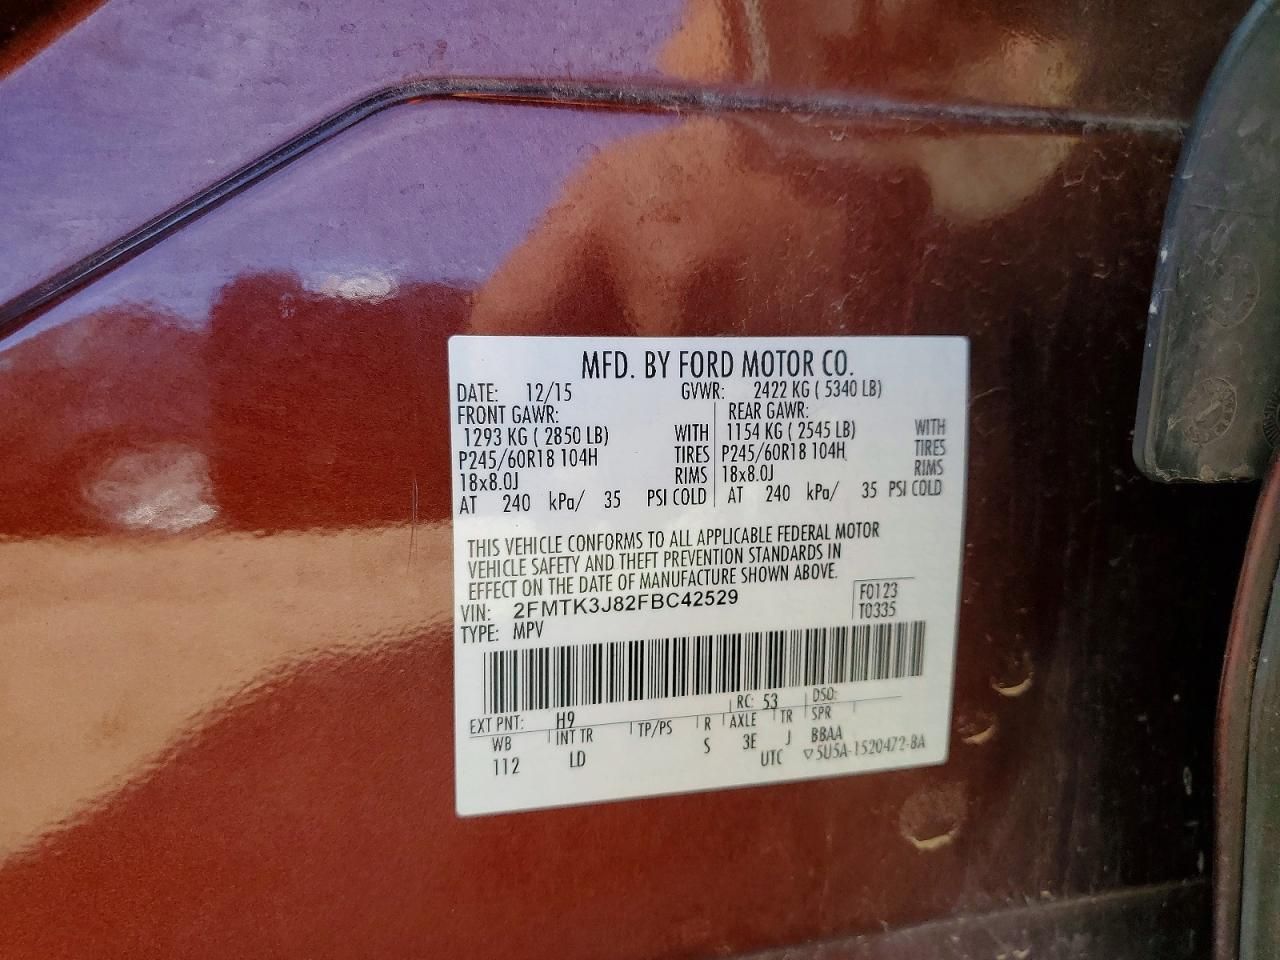 MFD. BY FORD MOTOR CO.
DATE: 12/15 GVWR: 2422 KG ( 5340 LB)
FRONT GAWR: REAR GAWR:
1293 KG ( 2850 LB) WITH 1154 KG ( 2545 LB) WITH
P245/60R18 104H TIRES P245/60R18 104H TIRES
18x8.0J RIMS 18x8.0J RIMS
AT 240 kPa/ 35 PSI COLD AT 240 kPa/ 35 PSI COLD
THIS VEHICLE CONFORMS TO ALL APPLICABLE FEDERAL MOTOR
VEHICLE SAFETY AND THEFT PREVENTION STANDARDS IN
EFFECT ON THE DATE OF MANUFACTURE SHOWN ABOVE.
VIN: 2FMTK3J82FBC42529 F0123
TYPE: MPV T0335
EXT PNT: H9 RC: 53 DSO:
WB INT TR TP/PS R AXLE TR SPR
112 LD S 3E J BBAA
UTC ▽5U5A-1520472-BA